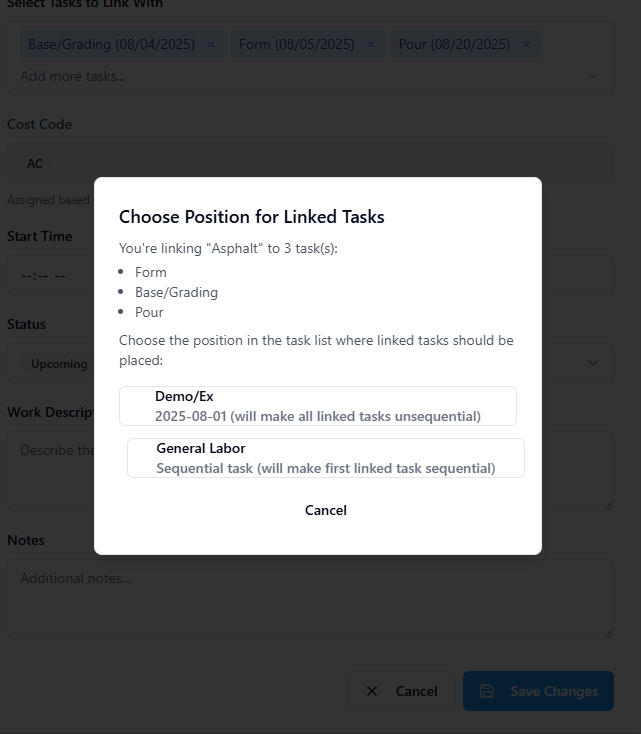 Select Tasks to Link With
Base/Grading (08/04/2025) × Form (08/05/2025) × Pour (08/20/2025) ×
Add more tasks...
Cost Code
AC
Assigned based
Start Time
--:-- --
Status
Upcoming
Work Descrip
Describe the
Notes
Additional notes...
Cancel Save Changes
Choose Position for Linked Tasks
You're linking "Asphalt" to 3 task(s):
• Form
• Base/Grading
• Pour
Choose the position in the task list where linked tasks should be
placed:
Demo/Ex
2025-08-01 (will make all linked tasks unsequential)
General Labor
Sequential task (will make first linked task sequential)
Cancel